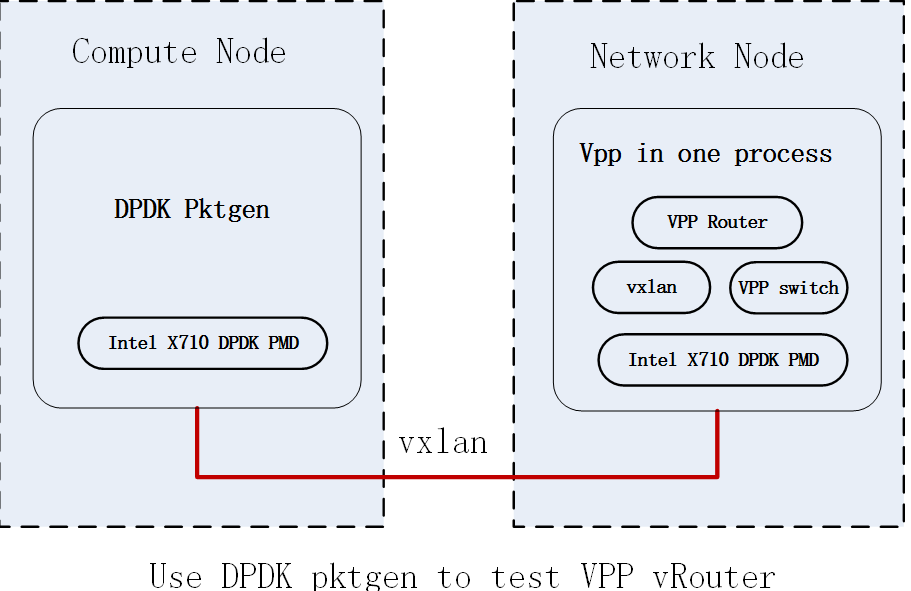 Compute Node
DPDK Pktgen
Intel X710 DPDK PMD
Network Node
Vpp in one process
VPP Router
vxlan
VPP switch
Intel X710 DPDK PMD
vxlan
Use DPDK pktgen to test VPP vRouter